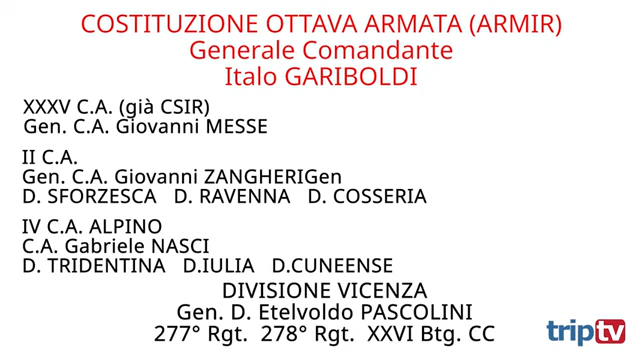 COSTITUZIONE OTTAVA ARMATA (ARMIR)
Generale Comandante
Italo GARIBOLDI
XXXV C.A. (già CSIR)
Gen. C.A. Giovanni MESSE
II C.A.
Gen. C.A. Giovanni ZANGHERIGen
D. SFORZESCA D. RAVENNA D. COSSERIA
IV C.A. ALPINO
C.A. Gabriele NASCI
D. TRIDENTINA D.IULIA D.CUNEENSE
DIVISIONE VICENZA
Gen. D. Etelvoldo PASCOLINI
277° Rgt. 278° Rgt. XXVI Btg. CC
triptv